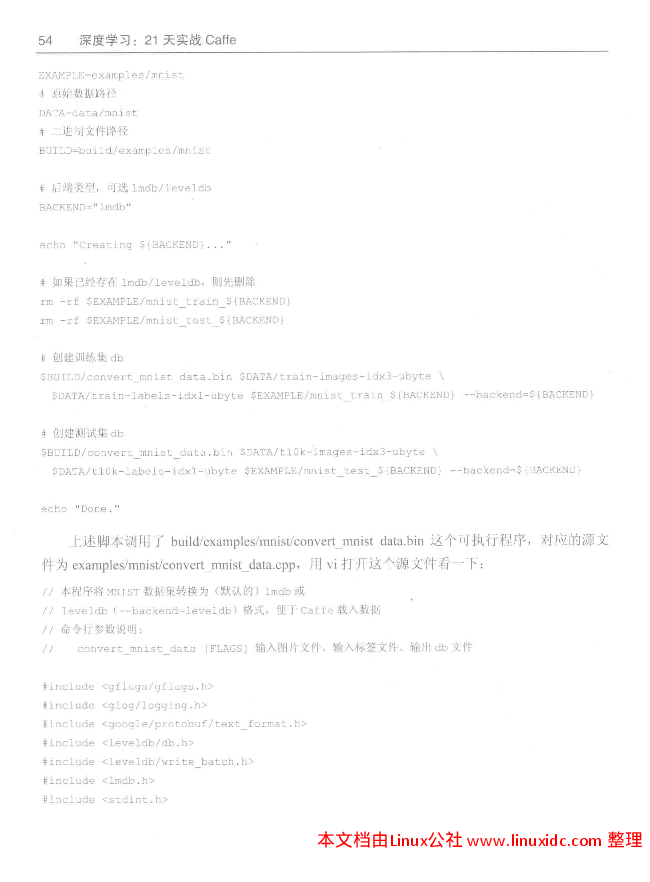 54 深度学习：21 天实战 Caffe
EXAMPLE=examples/mnist
# 原始数据路径
DATA=data/mnist
# 二进制文件路径
BUILD=build/examples/mnist
# 后端类型，可选 lmdb/leveldb
BACKEND="lmdb"
echo "Creating ${BACKEND}..."
# 如果已经存在 lmdb/leveldb，则先删除
rm -rf $EXAMPLE/mnist_train_${BACKEND}
rm -rf $EXAMPLE/mnist_test_${BACKEND}
# 创建训练集 db
$BUILD/convert_mnist_data.bin $DATA/train-images-idx3-ubyte \
$DATA/train-labels-idx1-ubyte $EXAMPLE/mnist_train_${BACKEND} --backend=${BACKEND}
# 创建测试集 db
$BUILD/convert_mnist_data.bin $DATA/t10k-images-idx3-ubyte \
$DATA/t10k-labels-idx1-ubyte $EXAMPLE/mnist_test_${BACKEND} --backend=${BACKEND}
echo "Done."
上述脚本调用了 build/examples/mnist/convert_mnist_data.bin 这个可执行程序，对应的源文
件为 examples/mnist/convert_mnist_data.cpp，用 vi 打开这个源文件看一下：
// 本程序将 MNIST 数据集转换为（默认的）lmdb 或
// leveldb（--backend=leveldb）格式，便于 Caffe 载入数据
// 命令行参数说明：
// convert_mnist_data [FLAGS] 输入图片文件、输入标签文件、输出 db 文件
#include <gflags/gflags.h>
#include <glog/logging.h>
#include <google/protobuf/text_format.h>
#include <leveldb/db.h>
#include <leveldb/write_batch.h>
#include <lmdb.h>
#include <stdint.h>
本文档由Linux公社 www.linuxidc.com 整理